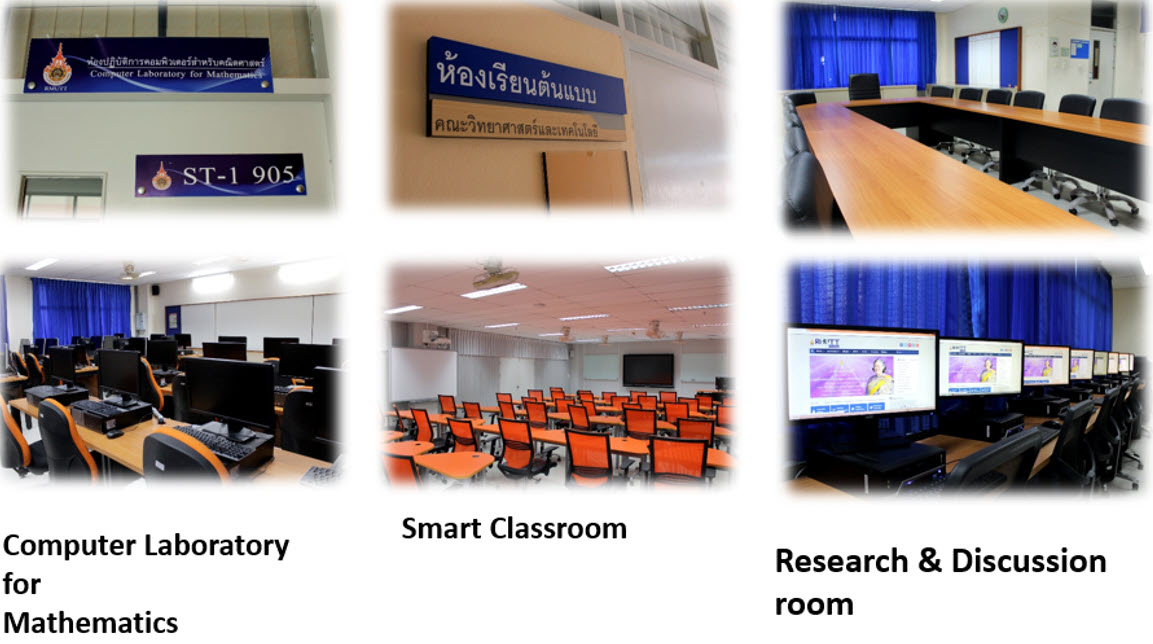 ห้องปฏิบัติการคอมพิวเตอร์สำหรับคณิตศาสตร์
Computer Laboratory for Mathematics
RMUTT
ST-1 905
ห้องเรียนต้นแบบ
คณะวิทยาศาสตร์และเทคโนโลยี
RMUTT
Computer Laboratory
for
Mathematics
Smart Classroom
Research & Discussion
room